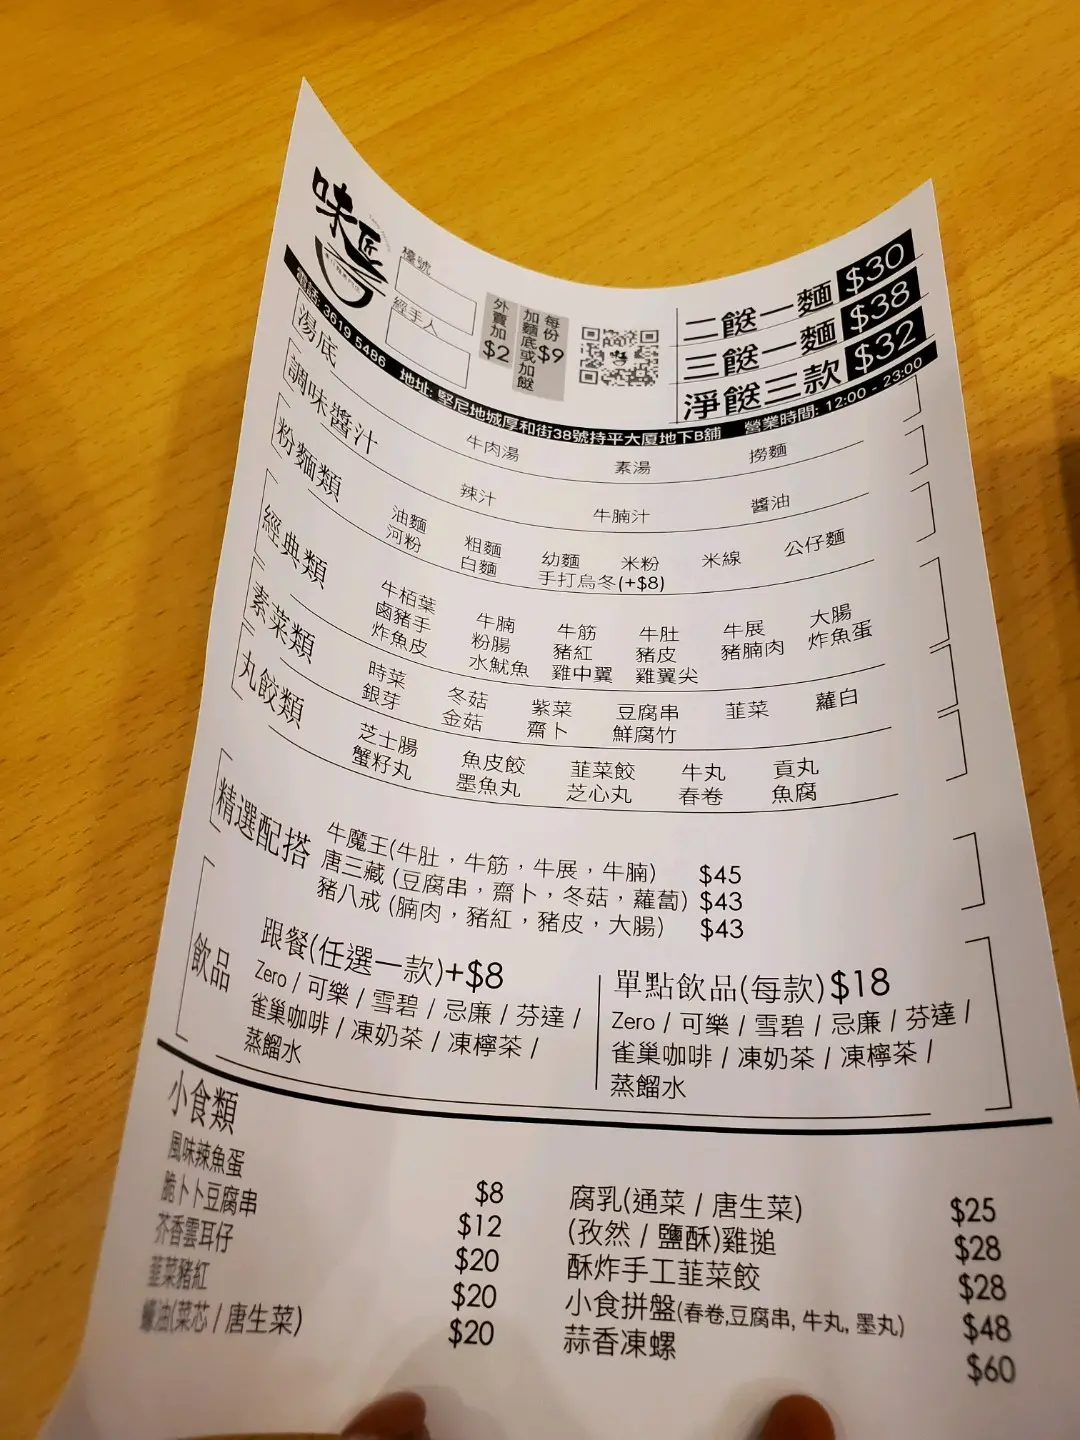 味匠
檯號
經手人
外賣加$2
每份加麵底或加餸$9
二餸一麵 $30
三餸一麵 $38
淨餸三款 $32
電話: 3619 5486 地址: 堅尼地城厚和街38號持平大廈地下B舖 營業時間: 12:00 - 23:00
湯底
牛肉湯 素湯 撈麵
調味醬汁
辣汁 牛腩汁 醬油
粉麵類
油麵 粗麵 幼麵 米粉 米線 公仔麵
河粉 白麵 手打烏冬(+$8)
經典類
牛栢葉 牛腩 牛筋 牛肚 牛展 大腸
鹵豬手 粉腸 豬紅 豬皮 豬腩肉 炸魚蛋
炸魚皮 水魷魚 雞中翼 雞翼尖
素菜類
時菜 冬菇 紫菜 豆腐串 韮菜 蘿白
銀芽 金菇 齋卜 鮮腐竹
丸餃類
芝士腸 魚皮餃 韮菜餃 牛丸 貢丸
蟹籽丸 墨魚丸 芝心丸 春卷 魚腐
精選配搭
牛魔王(牛肚，牛筋，牛展，牛腩) $45
唐三藏 (豆腐串，齋卜，冬菇，蘿蔔) $43
豬八戒 (腩肉，豬紅，豬皮，大腸) $43
飲品
跟餐(任選一款)+$8
Zero / 可樂 / 雪碧 / 忌廉 / 芬達 /
雀巢咖啡 / 凍奶茶 / 凍檸茶 /
蒸餾水
單點飲品(每款)$18
Zero / 可樂 / 雪碧 / 忌廉 / 芬達 /
雀巢咖啡 / 凍奶茶 / 凍檸茶 /
蒸餾水
小食類
風味辣魚蛋 $8
脆卜卜豆腐串 $12
芥香雲耳仔 $20
韮菜豬紅 $20
蠔油(菜芯 / 唐生菜) $20
腐乳(通菜 / 唐生菜) $25
(孜然 / 鹽酥)雞搥 $28
酥炸手工韮菜餃 $28
小食拼盤(春卷,豆腐串, 牛丸, 墨丸) $48
蒜香凍螺 $60